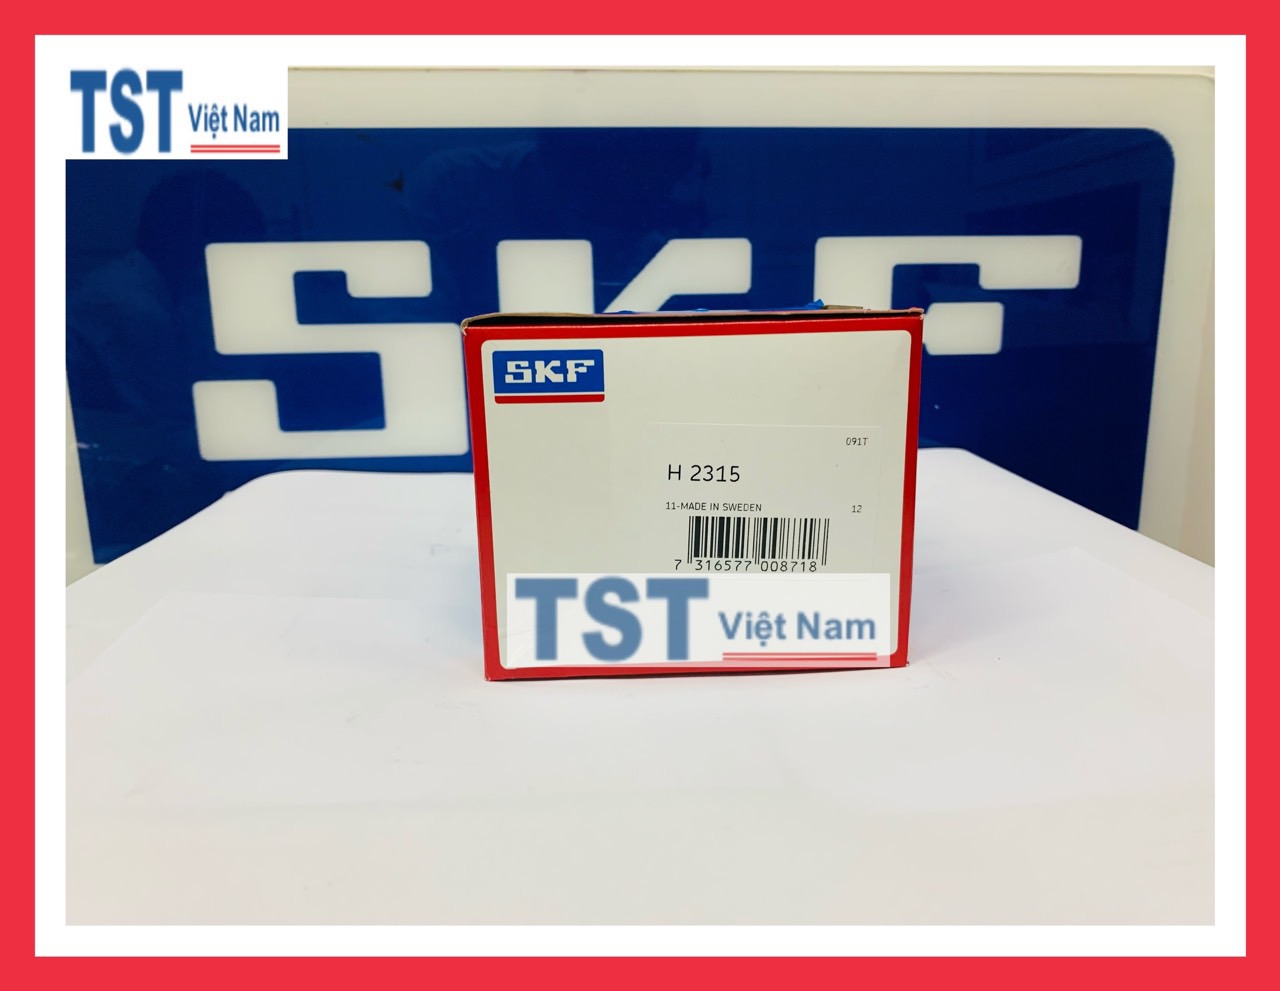 TST Việt Nam
SKF
SKF
091T
H 2315
11-MADE IN SWEDEN 12
7 316577 008718
TST Việt Nam